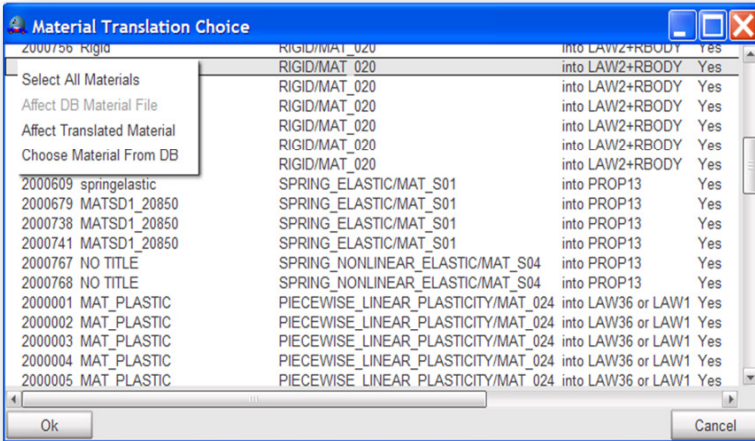 Material Translation Choice
2000756 Rigid RIGID/MAT_020 into LAW2+RBODY Yes
RIGID/MAT_020 into LAW2+RBODY Yes
Select All Materials RIGID/MAT_020 into LAW2+RBODY Yes
Affect DB Material File RIGID/MAT_020 into LAW2+RBODY Yes
Affect Translated Material RIGID/MAT_020 into LAW2+RBODY Yes
Choose Material From DB RIGID/MAT_020 into LAW2+RBODY Yes
RIGID/MAT_020 into LAW2+RBODY Yes
2000609 springelastic SPRING_ELASTIC/MAT_S01 into PROP13 Yes
2000679 MATSD1_20850 SPRING_ELASTIC/MAT_S01 into PROP13 Yes
2000738 MATSD1_20850 SPRING_ELASTIC/MAT_S01 into PROP13 Yes
2000741 MATSD1_20850 SPRING_ELASTIC/MAT_S01 into PROP13 Yes
2000767 NO TITLE SPRING_NONLINEAR_ELASTIC/MAT_S04 into PROP13 Yes
2000768 NO TITLE SPRING_NONLINEAR_ELASTIC/MAT_S04 into PROP13 Yes
2000001 MAT_PLASTIC PIECEWISE_LINEAR_PLASTICITY/MAT_024 into LAW36 or LAW1 Yes
2000002 MAT_PLASTIC PIECEWISE_LINEAR_PLASTICITY/MAT_024 into LAW36 or LAW1 Yes
2000003 MAT_PLASTIC PIECEWISE_LINEAR_PLASTICITY/MAT_024 into LAW36 or LAW1 Yes
2000004 MAT_PLASTIC PIECEWISE_LINEAR_PLASTICITY/MAT_024 into LAW36 or LAW1 Yes
2000005 MAT_PLASTIC PIECEWISE_LINEAR_PLASTICITY/MAT_024 into LAW36 or LAW1 Yes
Ok Cancel